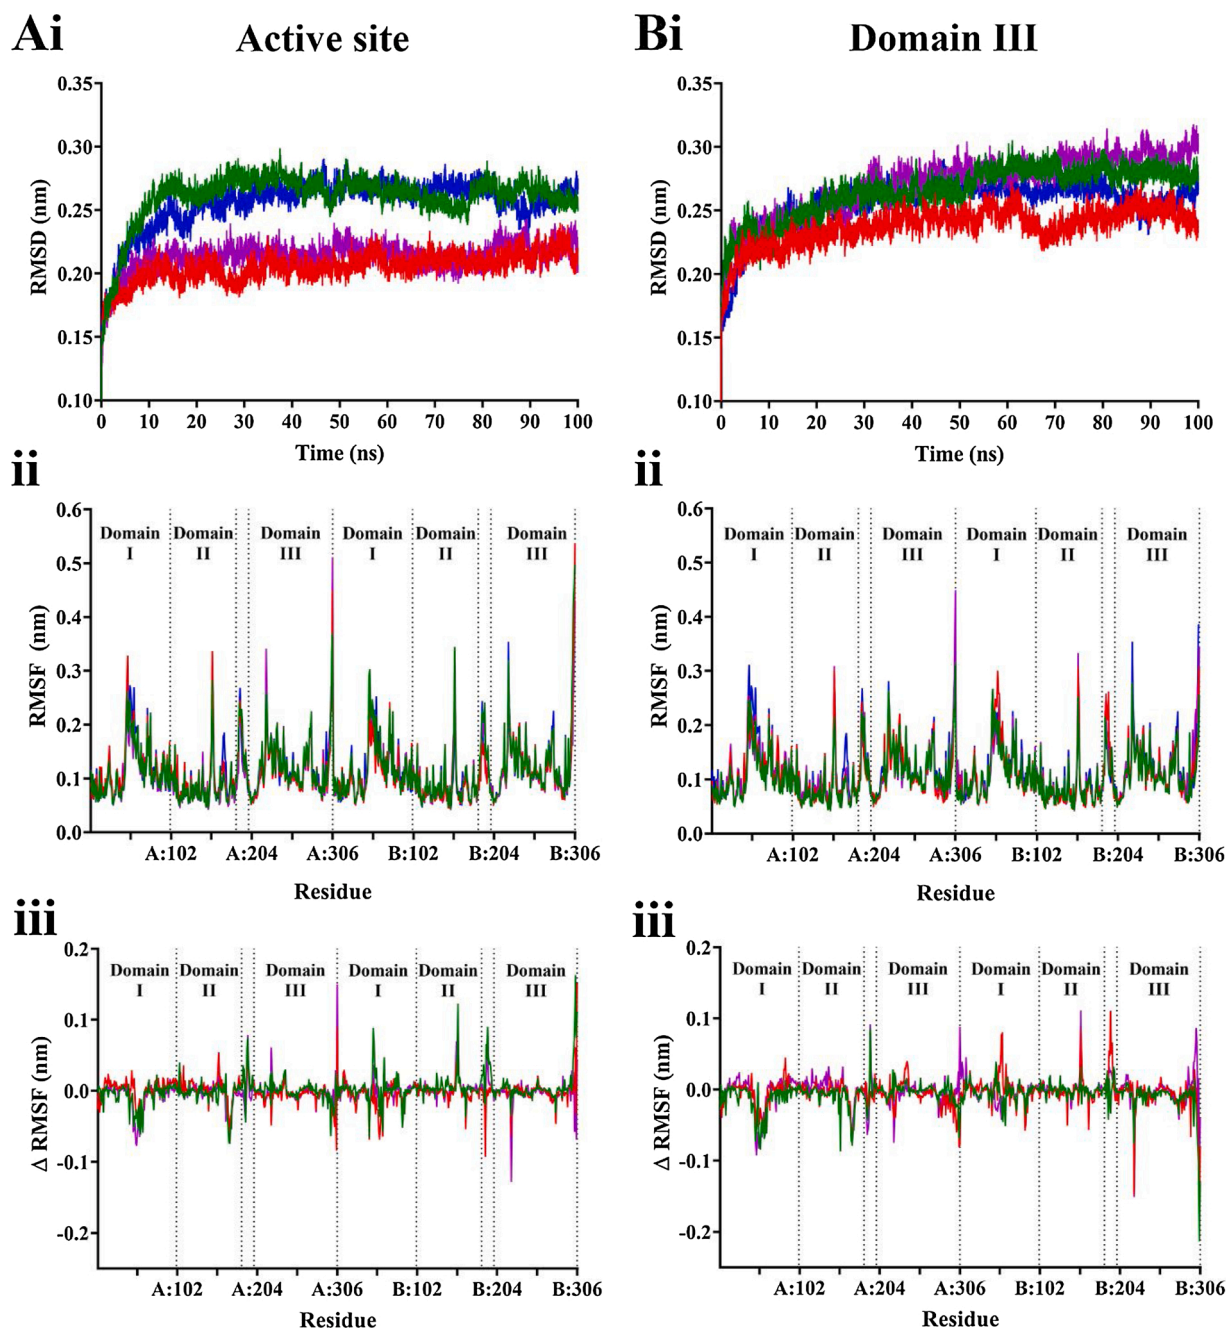 Ai Active site
RMSD (nm)
0.35
0.30
0.25
0.20
0.15
0.10
0 10 20 30 40 50 60 70 80 90 100
Time (ns)
Bi Domain III
RMSD (nm)
0.35
0.30
0.25
0.20
0.15
0.10
0 10 20 30 40 50 60 70 80 90 100
Time (ns)
ii
RMSF (nm)
0.6
0.5
0.4
0.3
0.2
0.1
0.0
Domain Domain Domain Domain Domain Domain
I II III I II III
A:102 A:204 A:306 B:102 B:204 B:306
Residue
ii
RMSF (nm)
0.6
0.5
0.4
0.3
0.2
0.1
0.0
Domain Domain Domain Domain Domain Domain
I II III I II III
A:102 A:204 A:306 B:102 B:204 B:306
Residue
iii
Δ RMSF (nm)
0.2
0.1
0.0
-0.1
-0.2
Domain Domain Domain Domain Domain Domain
I II III I II III
A:102 A:204 A:306 B:102 B:204 B:306
Residue
iii
Δ RMSF (nm)
0.2
0.1
0.0
-0.1
-0.2
Domain Domain Domain Domain Domain Domain
I II III I II III
A:102 A:204 A:306 B:102 B:204 B:306
Residue